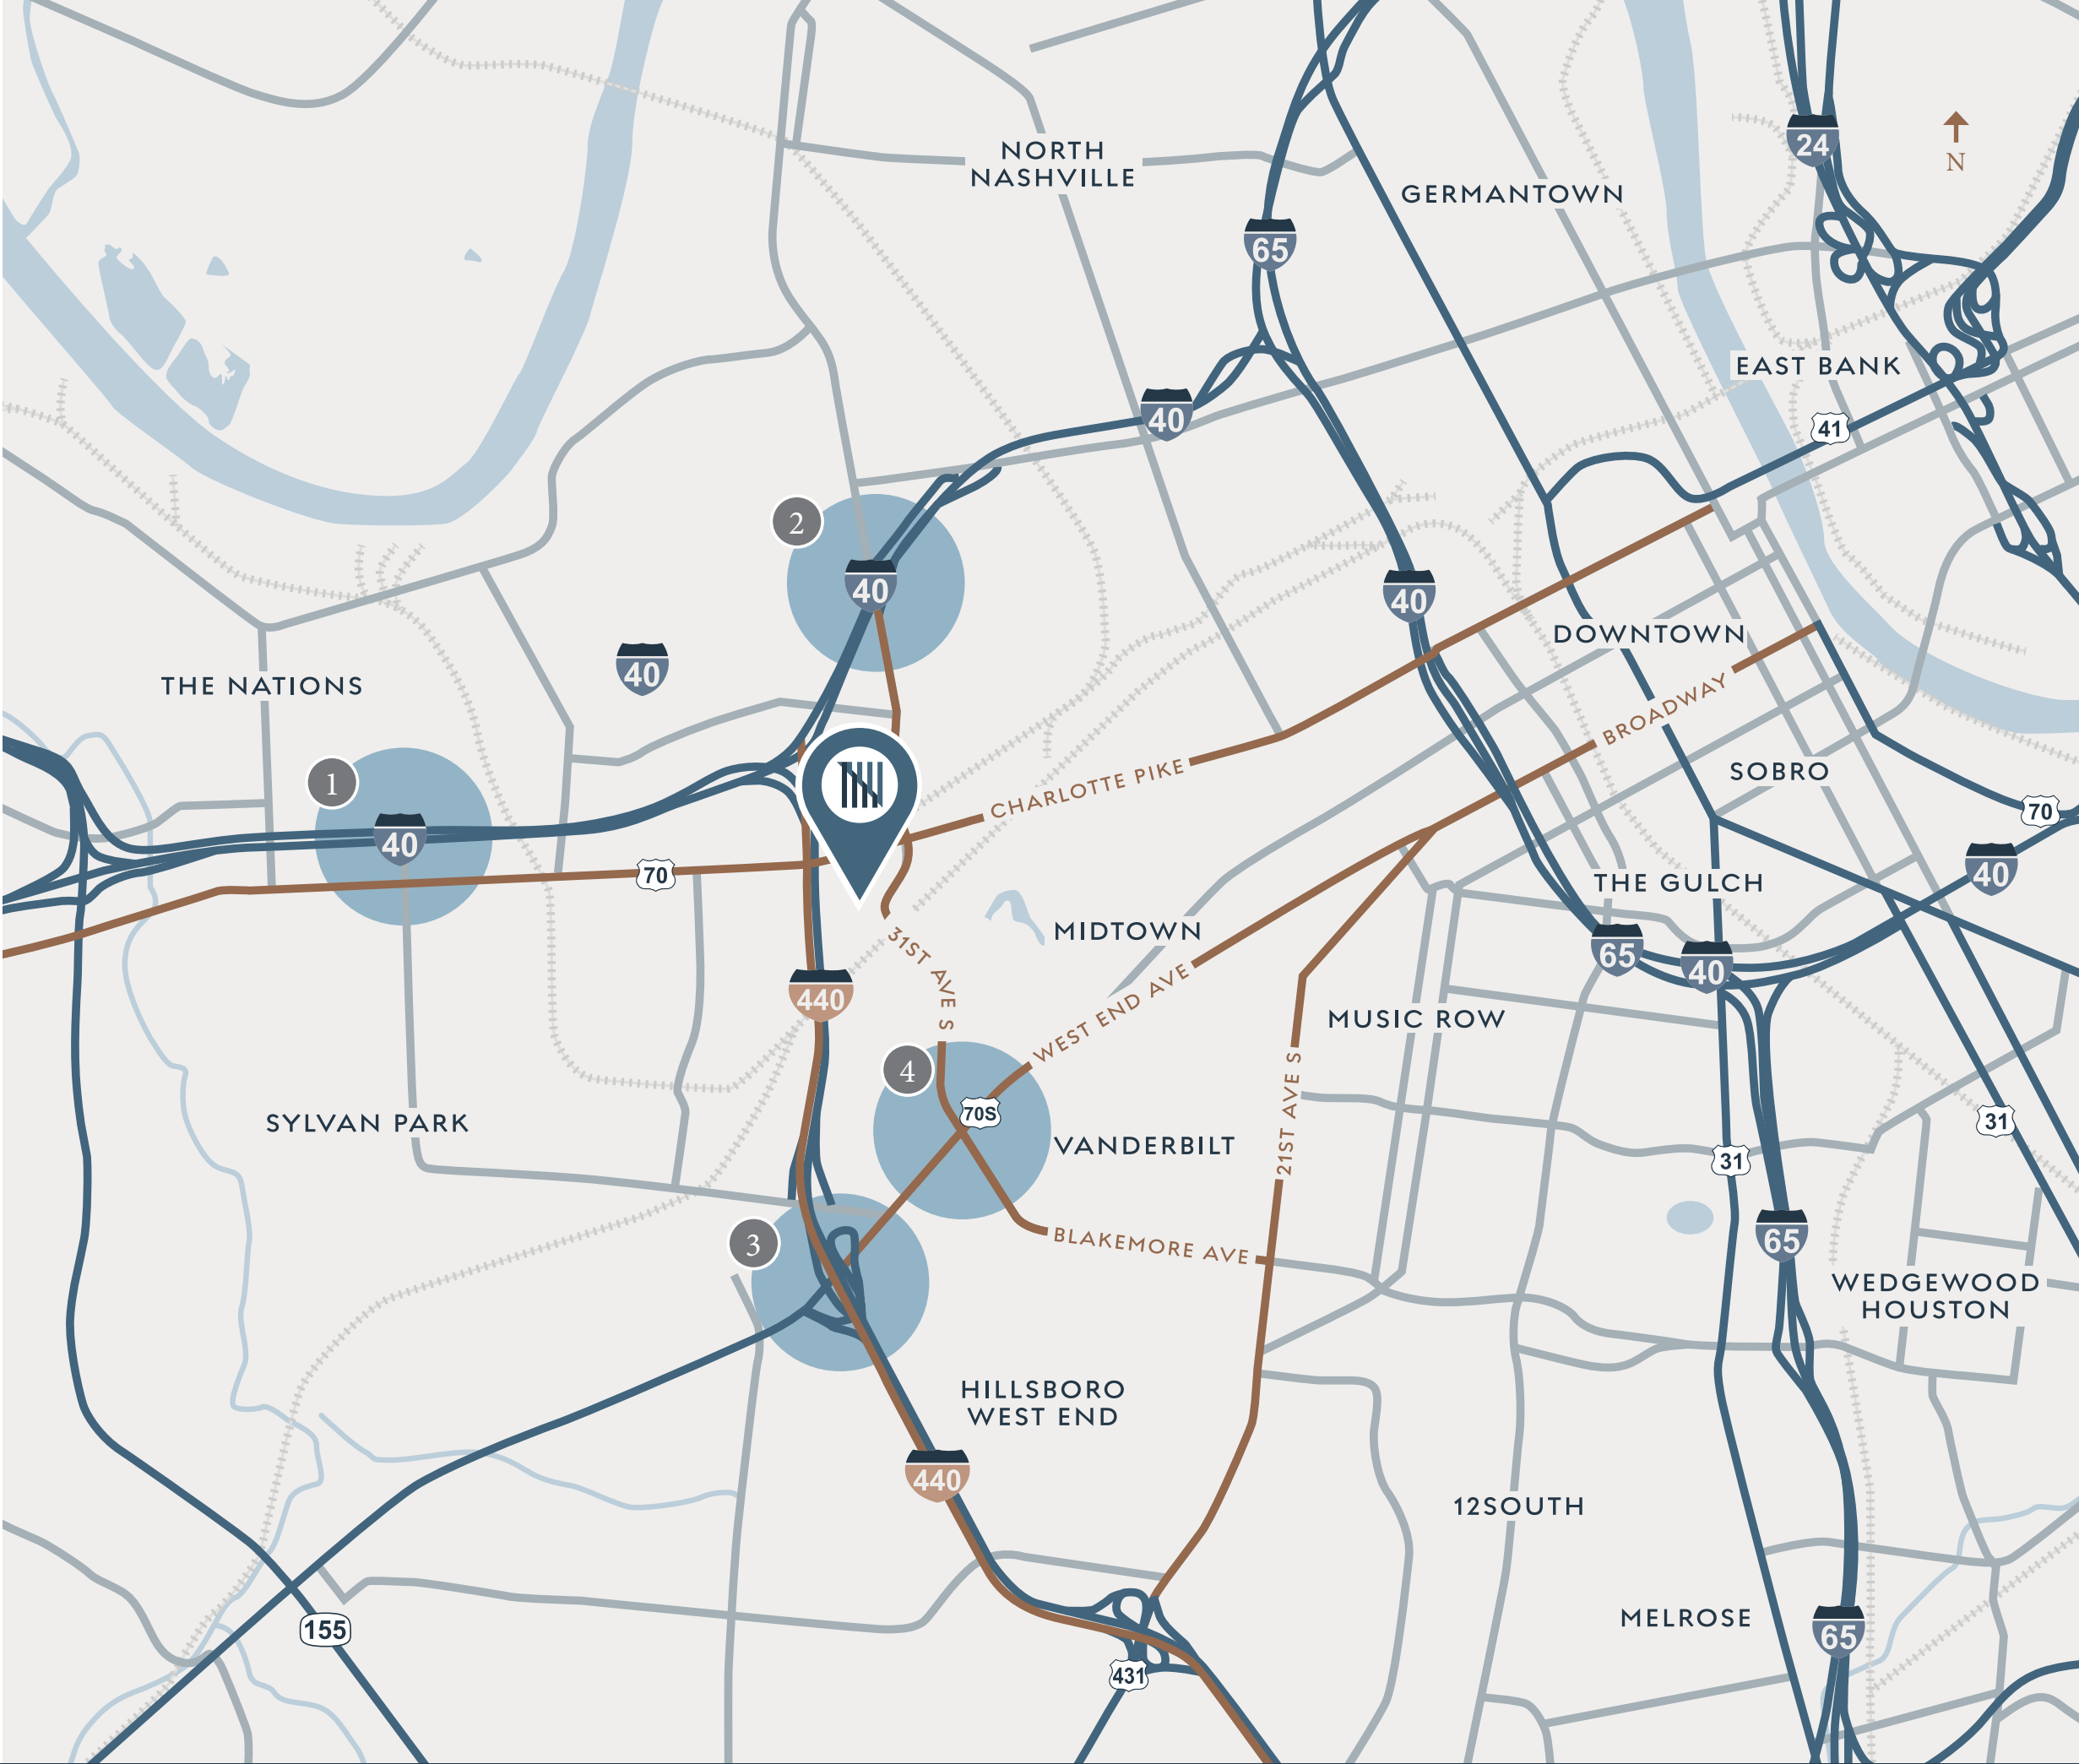 24
N
NORTH
NASHVILLE
GERMANTOWN
65
EAST BANK
40
41
2
40
40
DOWNTOWN
40
THE NATIONS
BROADWAY
CHARLOTTE PIKE
SOBRO
1
70
40
40
70
THE GULCH
31ST AVE S
MIDTOWN
65
40
440
WEST END AVE
MUSIC ROW
4
70S
21ST AVE S
SYLVAN PARK
VANDERBILT
31
31
3
BLAKEMORE AVE
65
WEDGEWOOD
HOUSTON
HILLSBORO
WEST END
440
12SOUTH
155
MELROSE
65
431